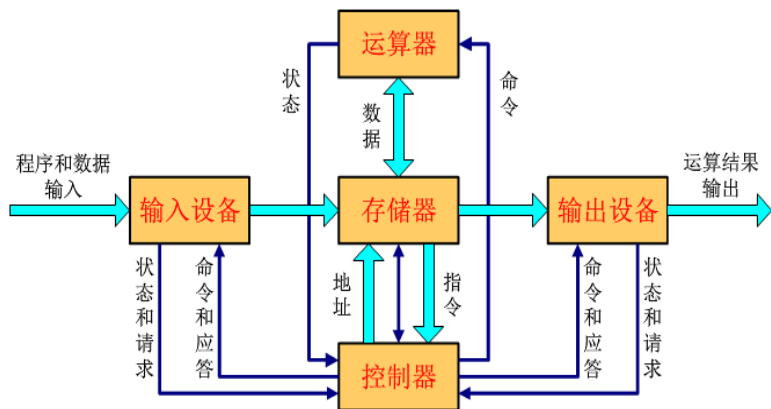 运算器
状态
命令
数据
程序和数据
输入
运算结果
输出
输入设备
存储器
输出设备
状态和请求
命令和应答
地址
指令
命令和应答
状态和请求
控制器